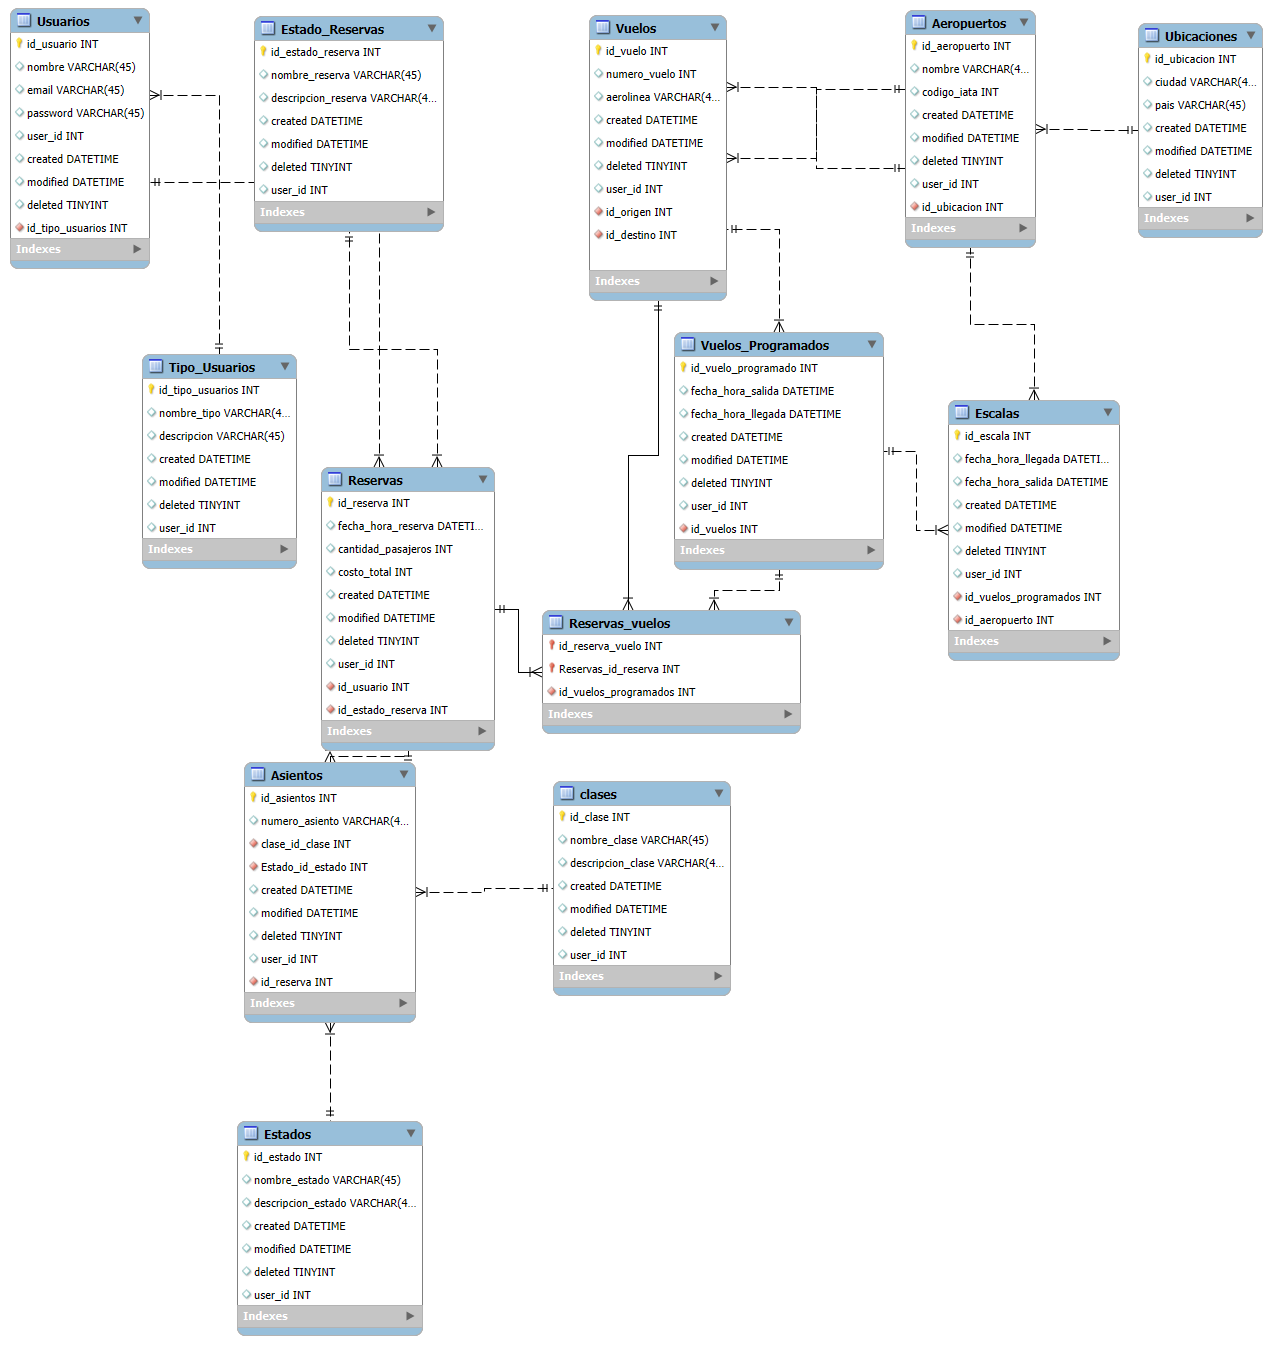 Usuarios
id_usuario INT
nombre VARCHAR(45)
email VARCHAR(45)
password VARCHAR(45)
user_id INT
created DATETIME
modified DATETIME
deleted TINYINT
id_tipo_usuarios INT
Indexes
Estado_Reservas
id_estado_reserva INT
nombre_reserva VARCHAR(45)
descripcion_reserva VARCHAR(4...
created DATETIME
modified DATETIME
deleted TINYINT
user_id INT
Indexes
Vuelos
id_vuelo INT
numero_vuelo INT
aerolinea VARCHAR(4...
created DATETIME
modified DATETIME
deleted TINYINT
user_id INT
id_origen INT
id_destino INT
Indexes
Aeropuertos
id_aeropuerto INT
nombre VARCHAR(4...
codigo_iata INT
created DATETIME
modified DATETIME
deleted TINYINT
user_id INT
id_ubicacion INT
Indexes
Ubicaciones
id_ubicacion INT
ciudad VARCHAR(4...
pais VARCHAR(45)
created DATETIME
modified DATETIME
deleted TINYINT
user_id INT
Indexes
Tipo_Usuarios
id_tipo_usuarios INT
nombre_tipo VARCHAR(4...
descripcion VARCHAR(45)
created DATETIME
modified DATETIME
deleted TINYINT
user_id INT
Indexes
Vuelos_Programados
id_vuelo_programado INT
fecha_hora_salida DATETIME
fecha_hora_llegada DATETIME
created DATETIME
modified DATETIME
deleted TINYINT
user_id INT
id_vuelos INT
Indexes
Escalas
id_escala INT
fecha_hora_llegada DATETI...
fecha_hora_salida DATETIME
created DATETIME
modified DATETIME
deleted TINYINT
user_id INT
id_vuelos_programados INT
id_aeropuerto INT
Indexes
Reservas
id_reserva INT
fecha_hora_reserva DATETI...
cantidad_pasajeros INT
costo_total INT
created DATETIME
modified DATETIME
deleted TINYINT
user_id INT
id_usuario INT
id_estado_reserva INT
Indexes
Reservas_vuelos
id_reserva_vuelo INT
Reservas_id_reserva INT
id_vuelos_programados INT
Indexes
Asientos
id_asientos INT
numero_asiento VARCHAR(4...
clase_id_clase INT
Estado_id_estado INT
created DATETIME
modified DATETIME
deleted TINYINT
user_id INT
id_reserva INT
Indexes
clases
id_clase INT
nombre_clase VARCHAR(45)
descripcion_clase VARCHAR(4...
created DATETIME
modified DATETIME
deleted TINYINT
user_id INT
Indexes
Estados
id_estado INT
nombre_estado VARCHAR(45)
descripcion_estado VARCHAR(4...
created DATETIME
modified DATETIME
deleted TINYINT
user_id INT
Indexes